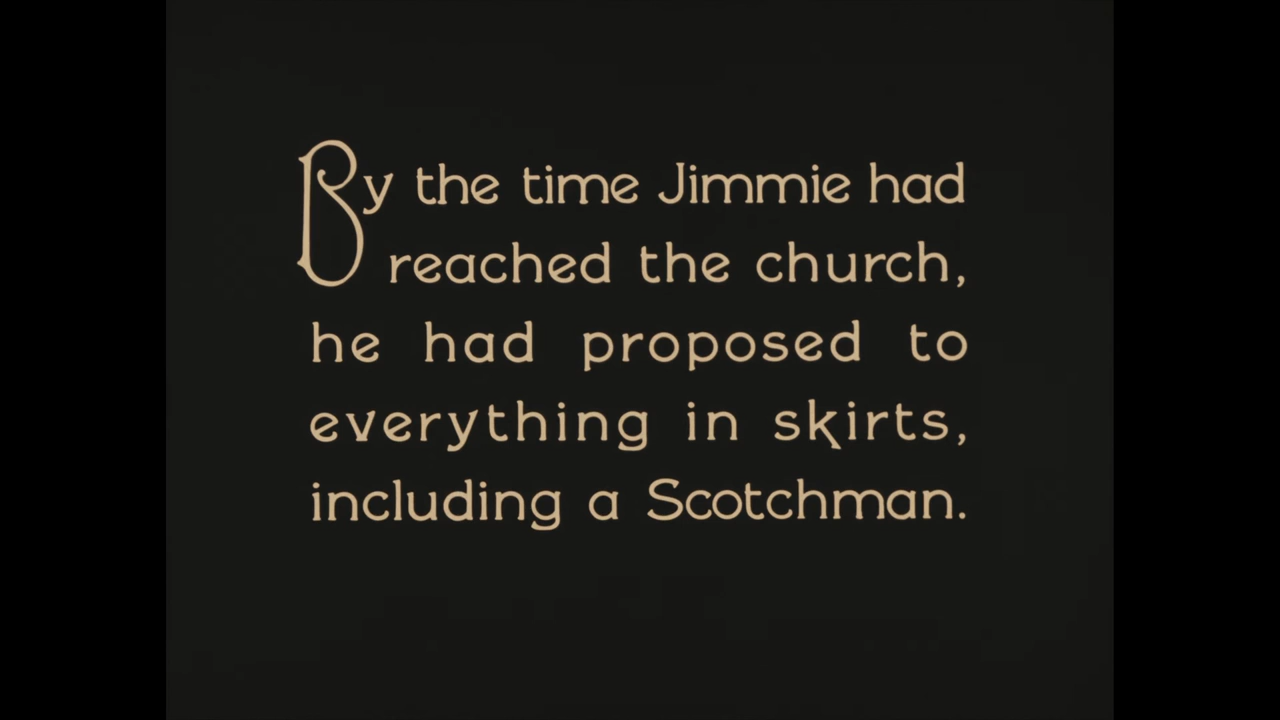 By the time Jimmie had
reached the church,
he had proposed to
everything in skirts,
including a Scotchman.